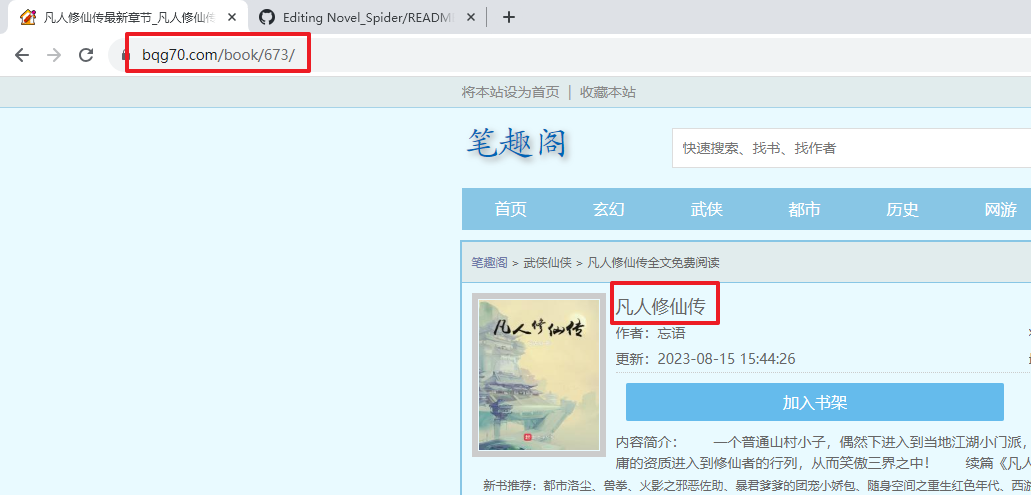 凡人修仙传最新章节_凡人修仙传
Editing Novel_Spider/READM
bqg70.com/book/673/
将本站设为首页 | 收藏本站
笔趣阁
快速搜索、找书、找作者
首页 玄幻 武侠 都市 历史 网游
笔趣阁 > 武侠仙侠 > 凡人修仙传全文免费阅读
凡人修仙传
凡人修仙传
作者：忘语
更新：2023-08-15 15:44:26
加入书架
内容简介： 一个普通山村小子，偶然下进入到当地江湖小门派，
庸的资质进入到修仙者的行列，从而笑傲三界之中！ 续篇《凡人
新书推荐：都市洛尘、兽拳、火影之邪恶佐助、暴君爹爹的团宠小娇包、随身空间之重生红色年代、西游